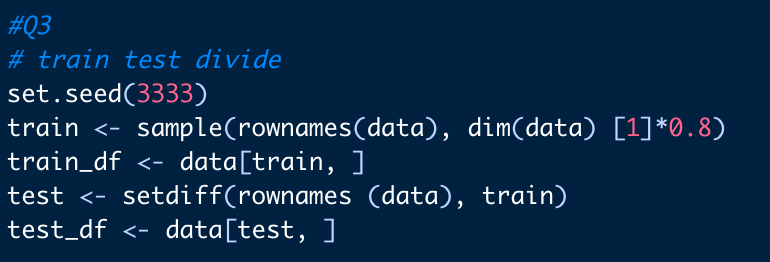 #Q3
# train test divide
set.seed(3333)
train <- sample(rownames(data), dim(data) [1]*0.8)
train_df <- data[train, ]
test <- setdiff(rownames (data), train)
test_df <- data[test, ]